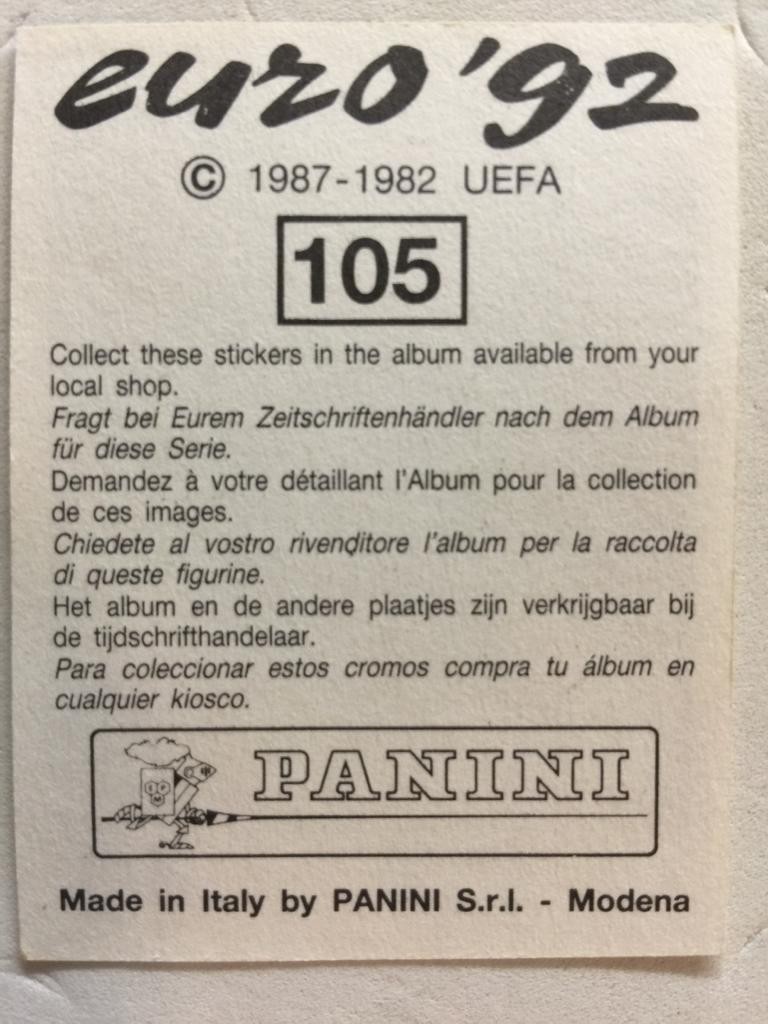 euro '92
© 1987-1982 UEFA
105
Collect these stickers in the album available from your
local shop.
Fragt bei Eurem Zeitschriftenhändler nach dem Album
für diese Serie.
Demandez à votre détaillant l'Album pour la collection
de ces images.
Chiedete al vostro rivenditore l'album per la raccolta
di queste figurine.
Het album en de andere plaatjes zijn verkrijgbaar bij
de tijdschrifthandelaar.
Para coleccionar estos cromos compra tu álbum en
cualquier kiosco.
PANINI
Made in Italy by PANINI S.r.l. - Modena